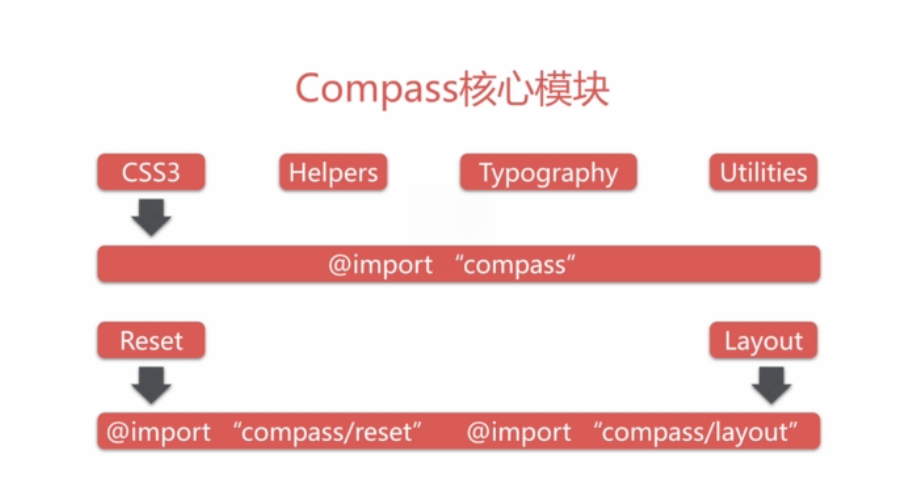 Compass核心模块
CSS3 Helpers Typography Utilities
@import “compass”
Reset Layout
@import “compass/reset” @import “compass/layout”